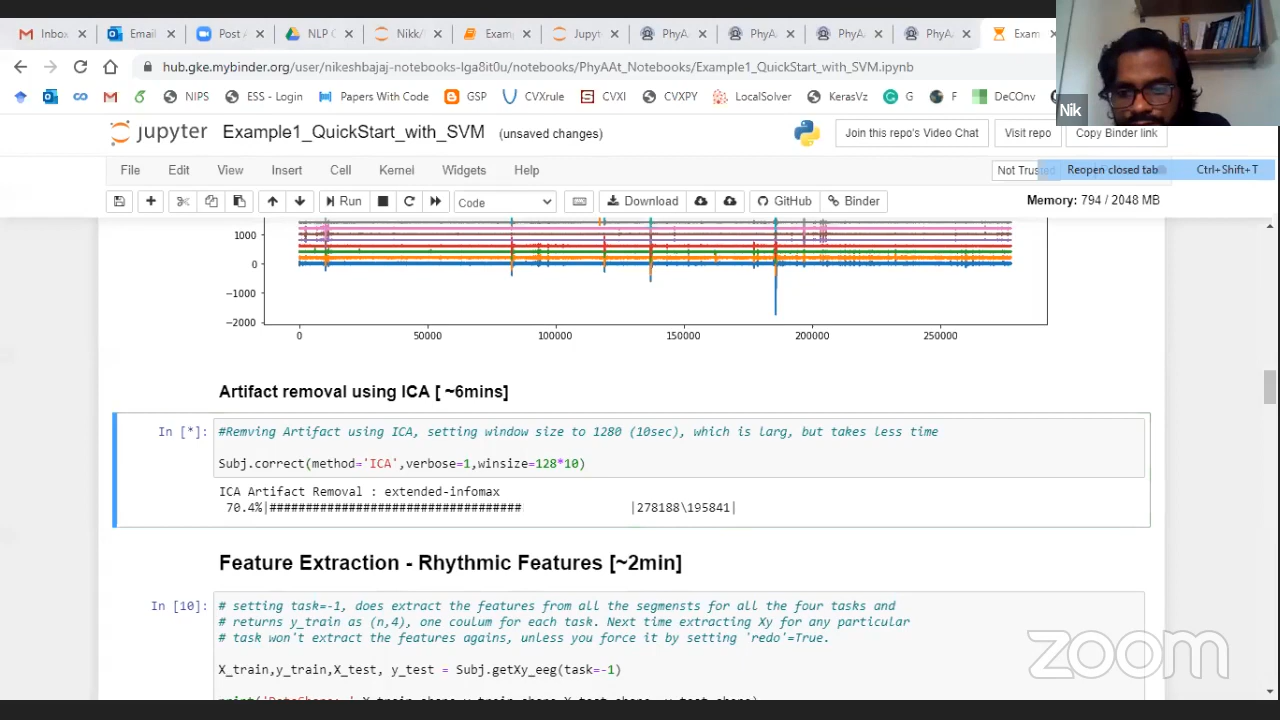 Inbox Email Post A NLP C Nikk/ Examp Jupyt PhyAA PhyAA PhyAA PhyAA Exam
hub.gke.mybinder.org/user/nikeshbajaj-notebooks-lga8it0u/notebooks/PhyAAt_Notebooks/Example1_QuickStart_with_SVM.ipynb
NIPS ESS - Login Papers With Code GSP CVXrule CVXI CVXPY LocalSolver KerasVz G F DeCOnv
Nik
jupyter Example1_QuickStart_with_SVM (unsaved changes)
Join this repo's Video Chat Visit repo Copy Binder link
File Edit View Insert Cell Kernel Widgets Help
Not Trusted Reopen closed tab Ctrl+Shift+T
Run Code Download GitHub Binder Memory: 794 / 2048 MB
1000
0
−1000
−2000
0 50000 100000 150000 200000 250000
Artifact removal using ICA [ ~6mins]
In [*]: #Remving Artifact using ICA, setting window size to 1280 (10sec), which is larg, but takes less time
Subj.correct(method='ICA',verbose=1,winsize=128*10)
ICA Artifact Removal : extended-infomax
70.4%|###################################               |278188\195841|
Feature Extraction - Rhythmic Features [~2min]
In [10]: # setting task=-1, does extract the features from all the segmensts for all the four tasks and
# returns y_train as (n,4), one coulum for each task. Next time extracting Xy for any particular
# task won't extract the features agains, unless you force it by setting 'redo'=True.
X_train,y_train,X_test, y_test = Subj.getXy_eeg(task=-1)
zoom